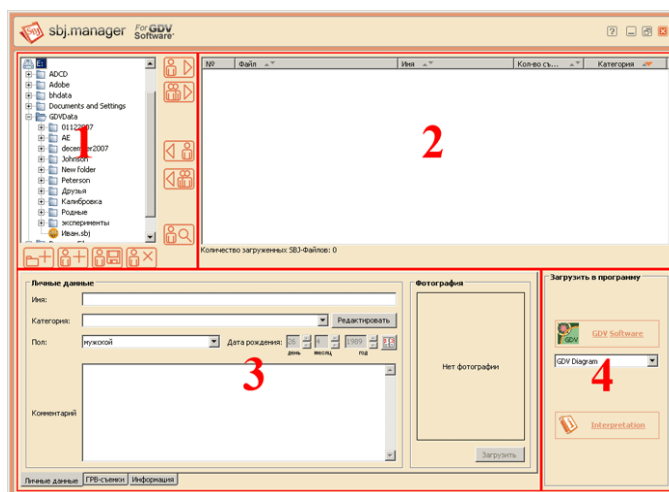 sbj.manager For GDV Software
E:
ADCD
Adobe
bhdata
Documents and Settings
GDVData
01122007
AE
december2007
Johnson
New folder
Peterson
Друзья
Калибровка
Родные
эксперименты
Иван.sbj
1
№ Файл Имя Кол-во съ... Категория
2
Количество загруженных SBJ-Файлов: 0
Личные данные
Имя:
Категория: Редактировать
Пол: мужской Дата рождения: 26 4 1989
день месяц год
Комментарий
3
Фотография
Нет фотографии
Загрузить
Личные данные ГРВ-съемки Информация
Загрузить в программу
GDV GDV Software
GDV Diagram
4
Interpretation